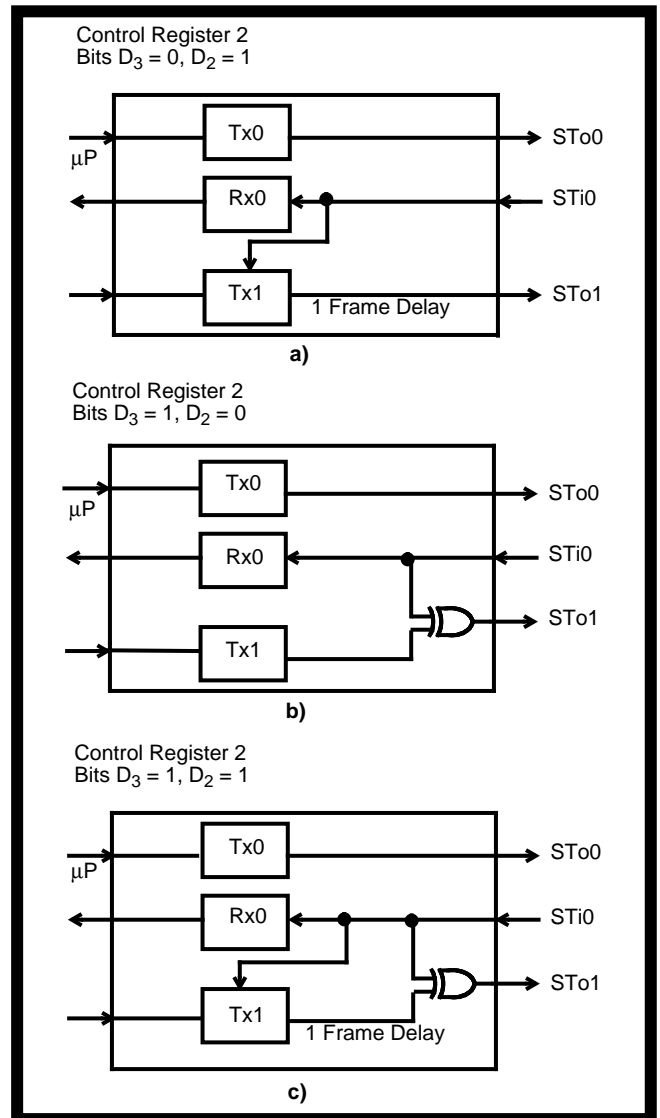 Control Register 2
Bits D₃ = 0, D₂ = 1
Tx0
STo0
μP
Rx0
STi0
Tx1
STo1
1 Frame Delay
a)
Control Register 2
Bits D₃ = 1, D₂ = 0
Tx0
STo0
μP
Rx0
STi0
STo1
Tx1
b)
Control Register 2
Bits D₃ = 1, D₂ = 1
Tx0
STo0
μP
Rx0
STi0
STo1
Tx1
1 Frame Delay
c)